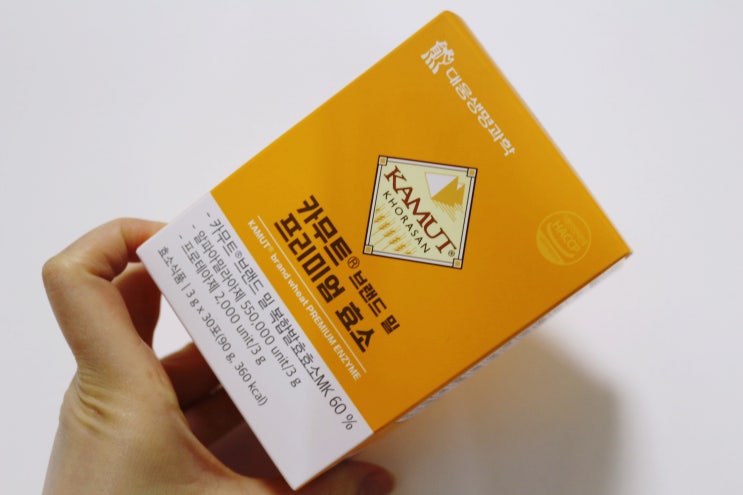 대웅생명과학
KAMUT®
KHORASAN
HACCP
카무트® 브랜드 밀
프리미엄 효소
KAMUT® brand wheat PREMIUM ENZYME
- 카무트® 브랜드 밀 복합발효효소MK 60 %
- 알파아밀라아제 550,000 unit/3 g
- 프로테아제 2,000 unit/3 g
효소식품 | 3 g x 30포(90 g, 360 kcal)